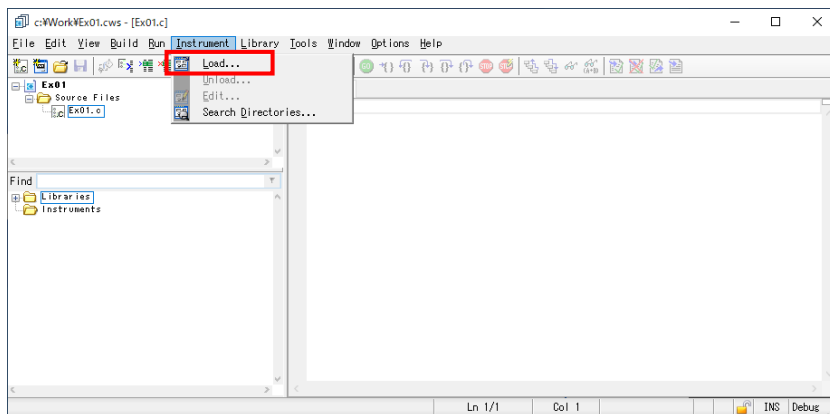 c:¥Work¥Ex01.cws - [Ex01.c]
File Edit View Build Run Instrument Library Tools Window Options Help
Load...
Unload...
Edit...
Search Directories...
Ex01
Source Files
Ex01.c
Find
Libraries
Instruments
Ln 1/1 Col 1 INS Debug